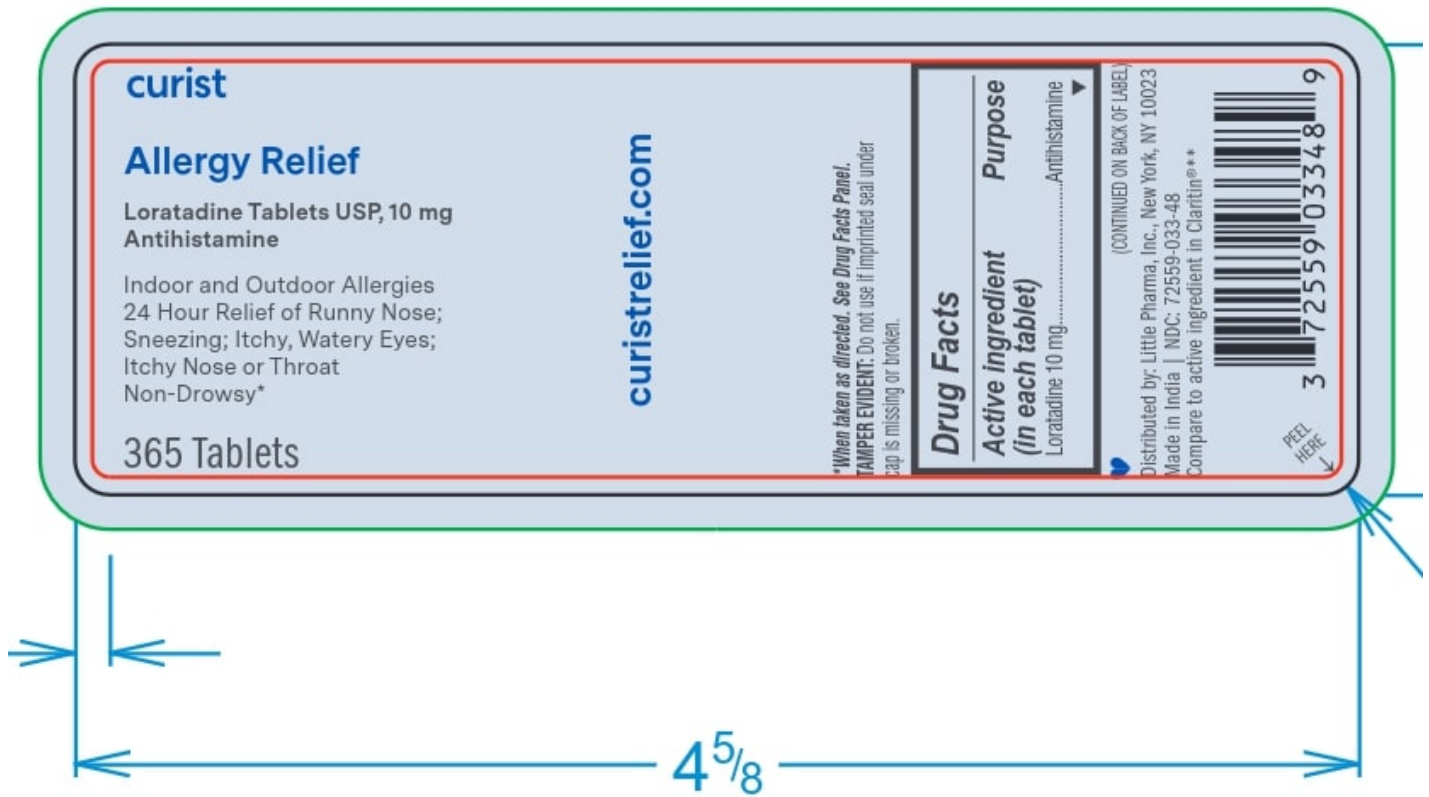 curist
Allergy Relief
Loratadine Tablets USP, 10 mg
Antihistamine
Indoor and Outdoor Allergies
24 Hour Relief of Runny Nose;
Sneezing; Itchy, Watery Eyes;
Itchy Nose or Throat
Non-Drowsy*
365 Tablets
curistrelief.com
*When taken as directed. See Drug Facts Panel.
TAMPER EVIDENT: Do not use if imprinted seal under
cap is missing or broken.
Drug Facts
Active ingredient Purpose
(in each tablet)
Loratadine 10 mg..............................Antihistamine
(CONTINUED ON BACK OF LABEL)
Distributed by: Little Pharma, Inc., New York, NY 10023
Made in India | NDC: 72559-033-48
Compare to active ingredient in Claritin®**
3 72559 03348 9
PEEL
HERE
4 5/8